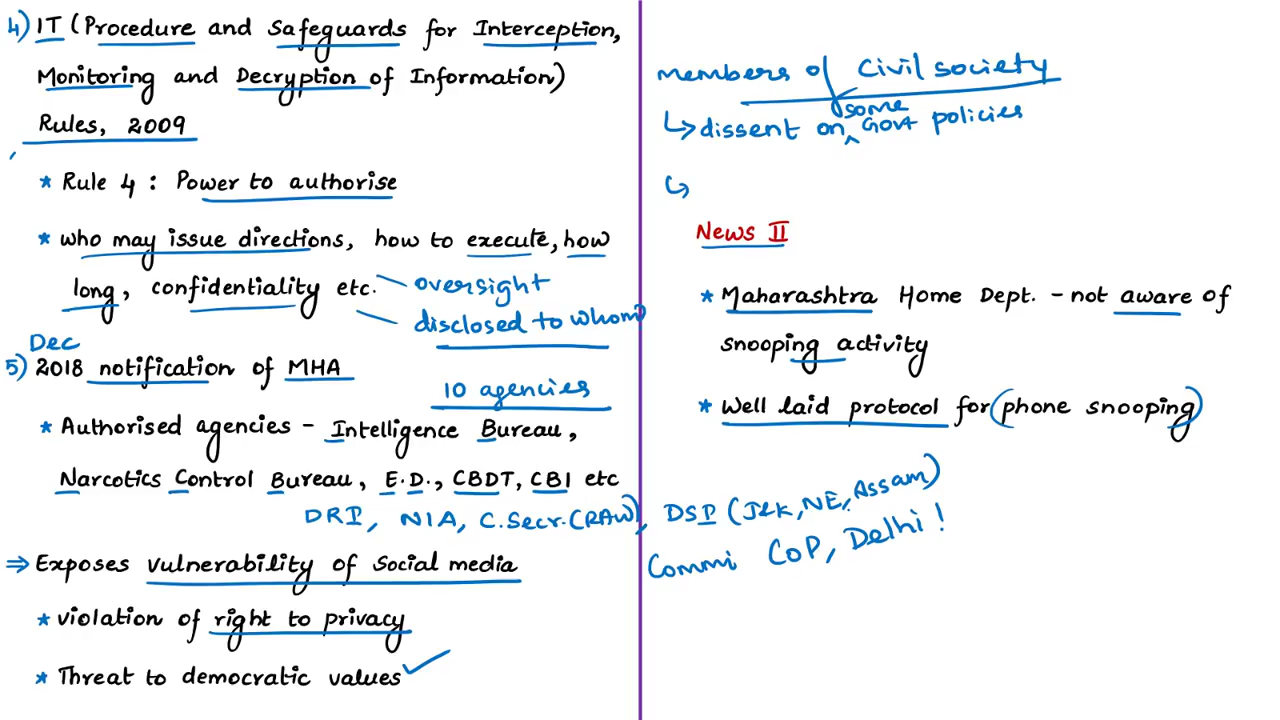 4) IT (Procedure and Safeguards for Interception,
Monitoring and Decryption of Information)
Rules, 2009
* Rule 4 : Power to authorise
* who may issue directions, how to execute, how
long, confidentiality etc.
oversight
disclosed to whom
Dec
5) 2018 notification of MHA
10 agencies
* Authorised agencies - Intelligence Bureau,
Narcotics Control Bureau, E.D., CBDT, CBI etc
DRI, NIA, C.Secr.(RAW), DSI (J&K, NE, Assam)
Commi CoP, Delhi!
⇒ Exposes vulnerability of Social media
* violation of right to privacy
* Threat to democratic values
members of Civil society
↳ dissent on some Govt policies
↳
News II
* Maharashtra Home Dept. - not aware of
snooping activity
* Well laid protocol for (phone snooping)